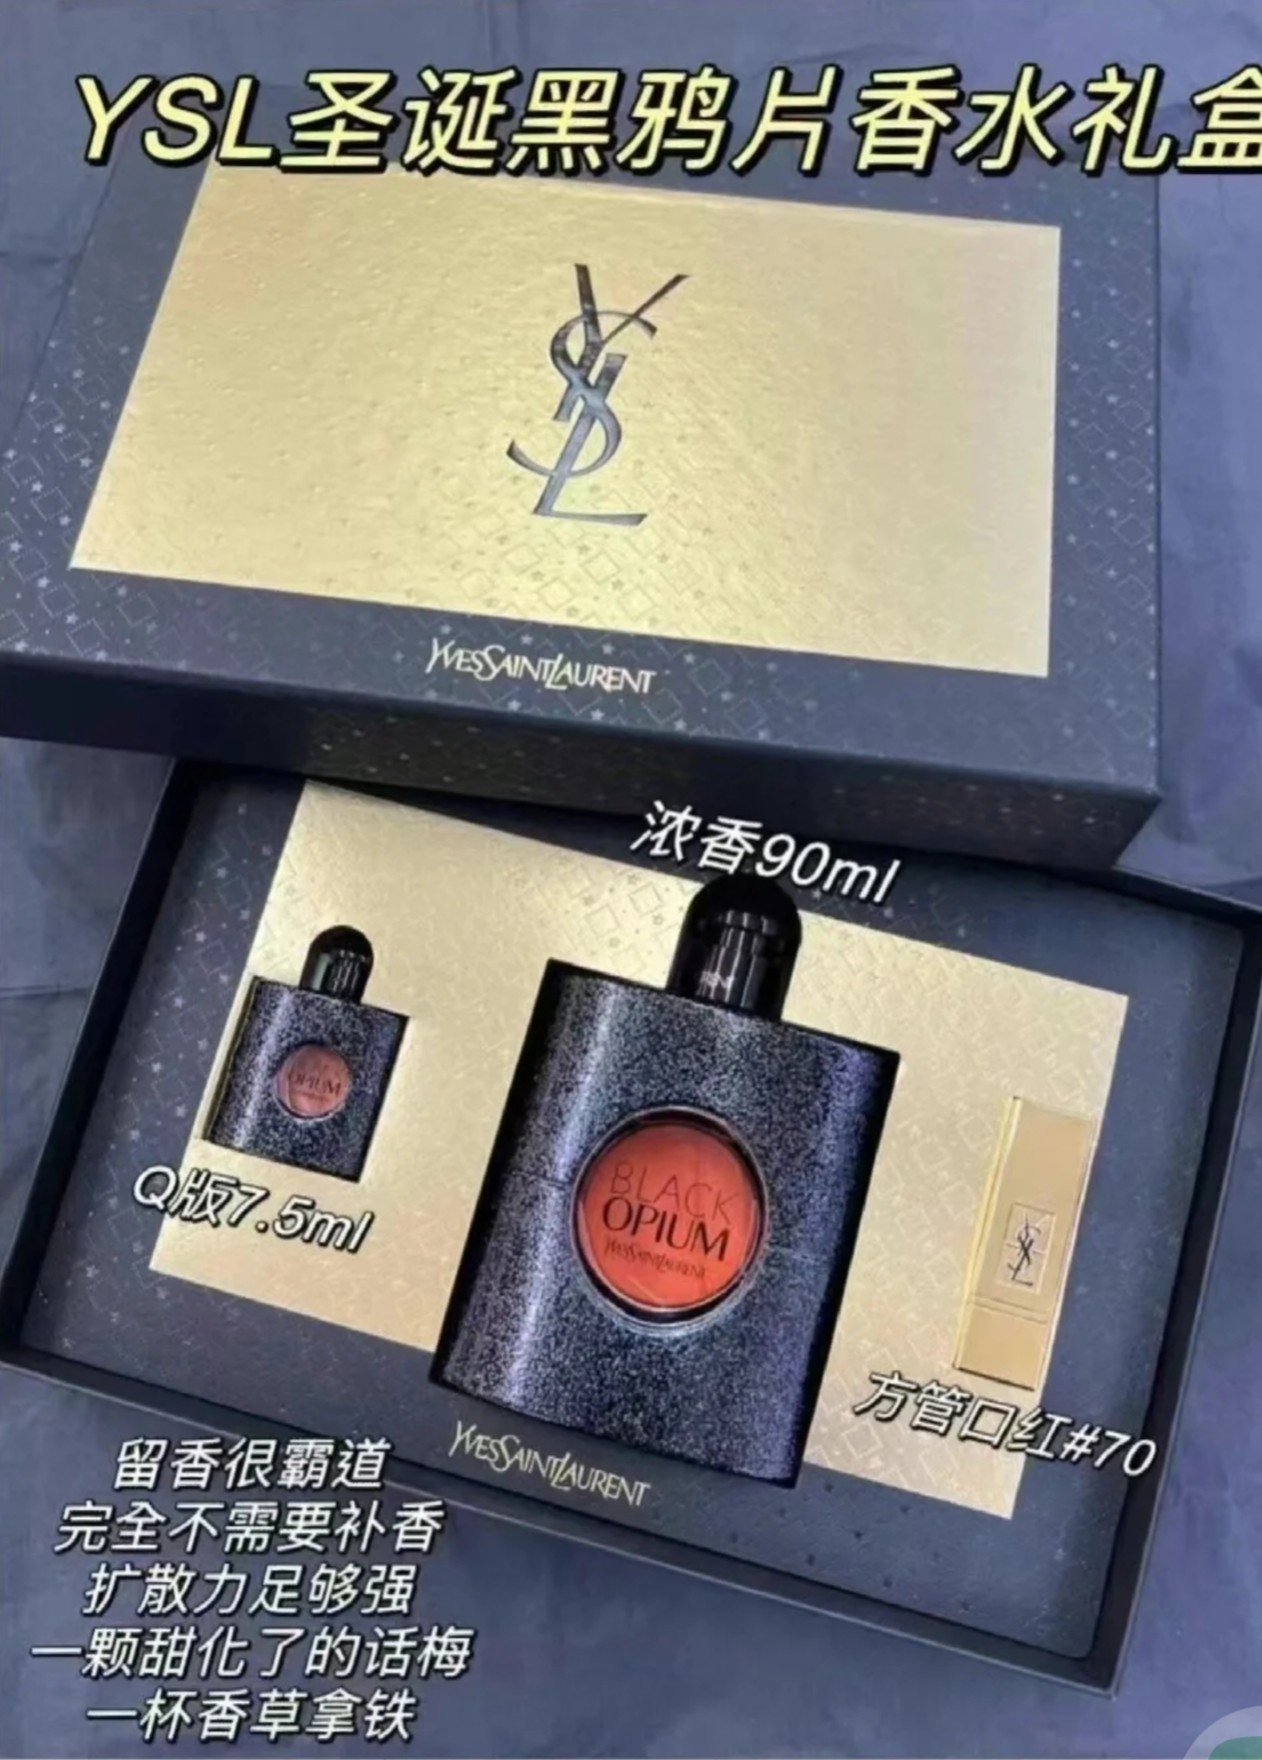 YSL圣诞黑鸦片香水礼盒
YSL
YVESSAINTLAURENT
浓香90ml
OPIUM
Q版7.5ml
BLACK
OPIUM
YVESSAINTLAURENT
YSL
方管口红#70
YVESSAINTLAURENT
留香很霸道
完全不需要补香
扩散力足够强
一颗甜化了的话梅
一杯香草拿铁